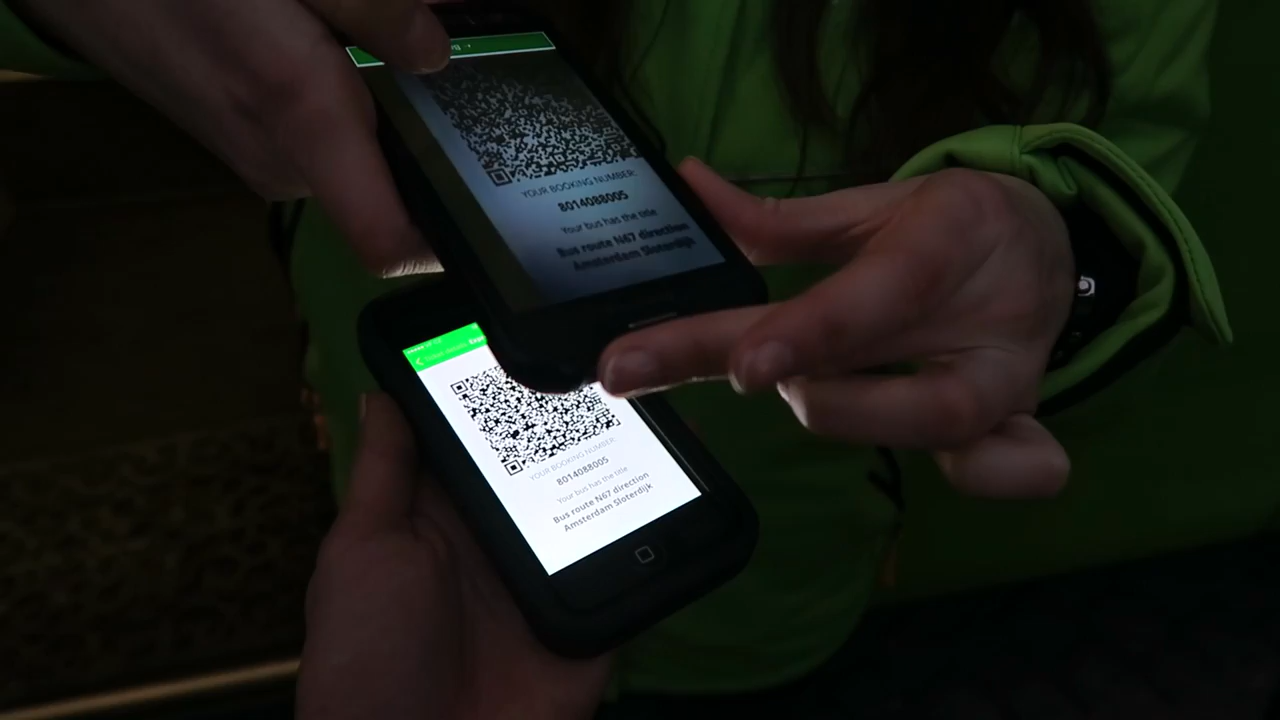 YOUR BOOKING NUMBER:
8014088005
Your bus has the title
Bus route N67 direction
Amsterdam Sloterdijk
YOUR BOOKING NUMBER:
8014088005
Your bus has the title
Bus route N67 direction
Amsterdam Sloterdijk